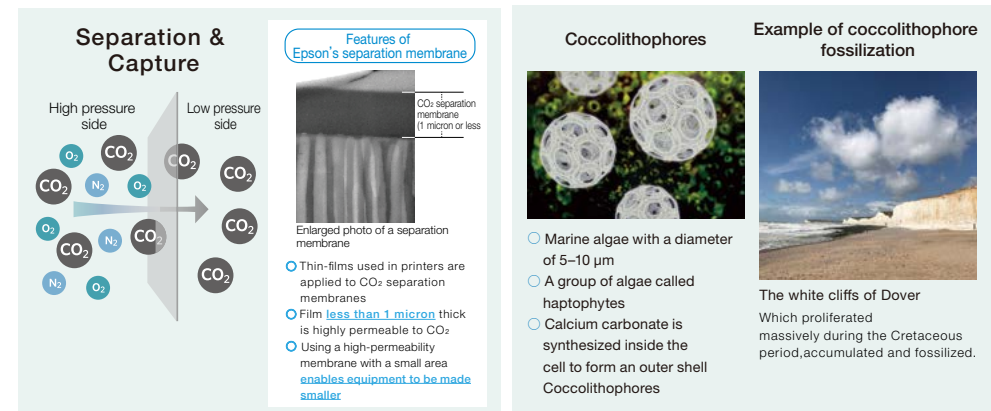 Separation &
Capture
High pressure
side
Low pressure
side
O₂
CO₂
CO₂
CO₂
CO₂
N₂
O₂
O₂
CO₂
N₂
CO₂
CO₂
N₂
O₂
CO₂
Features of
Epson's separation membrane
CO₂ separation
membrane
(1 micron or less
Enlarged photo of a separation
membrane
Thin-films used in printers are
applied to CO₂ separation
membranes
Film less than 1 micron thick
is highly permeable to CO₂
Using a high-permeability
membrane with a small area
enables equipment to be made
smaller
Coccolithophores
Marine algae with a diameter
of 5–10 μm
A group of algae called
haptophytes
Calcium carbonate is
synthesized inside the
cell to form an outer shell
Coccolithophores
Example of coccolithophore
fossilization
The white cliffs of Dover
Which proliferated
massively during the Cretaceous
period,accumulated and fossilized.